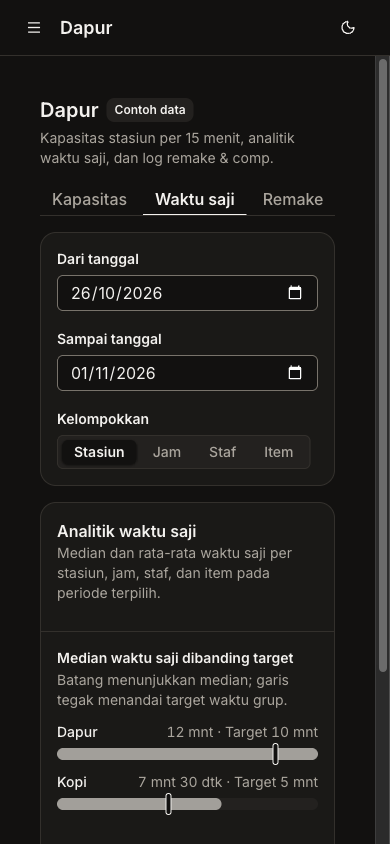 Dapur
Dapur Contoh data
Kapasitas stasiun per 15 menit, analitik
waktu saji, dan log remake & comp.
Kapasitas Waktu saji Remake
Dari tanggal
26/10/2026
Sampai tanggal
01/11/2026
Kelompokkan
Stasiun Jam Staf Item
Analitik waktu saji
Median dan rata-rata waktu saji per
stasiun, jam, staf, dan item pada
periode terpilih.
Median waktu saji dibanding target
Batang menunjukkan median; garis
tegak menandai target waktu grup.
Dapur 12 mnt · Target 10 mnt
Kopi 7 mnt 30 dtk · Target 5 mnt